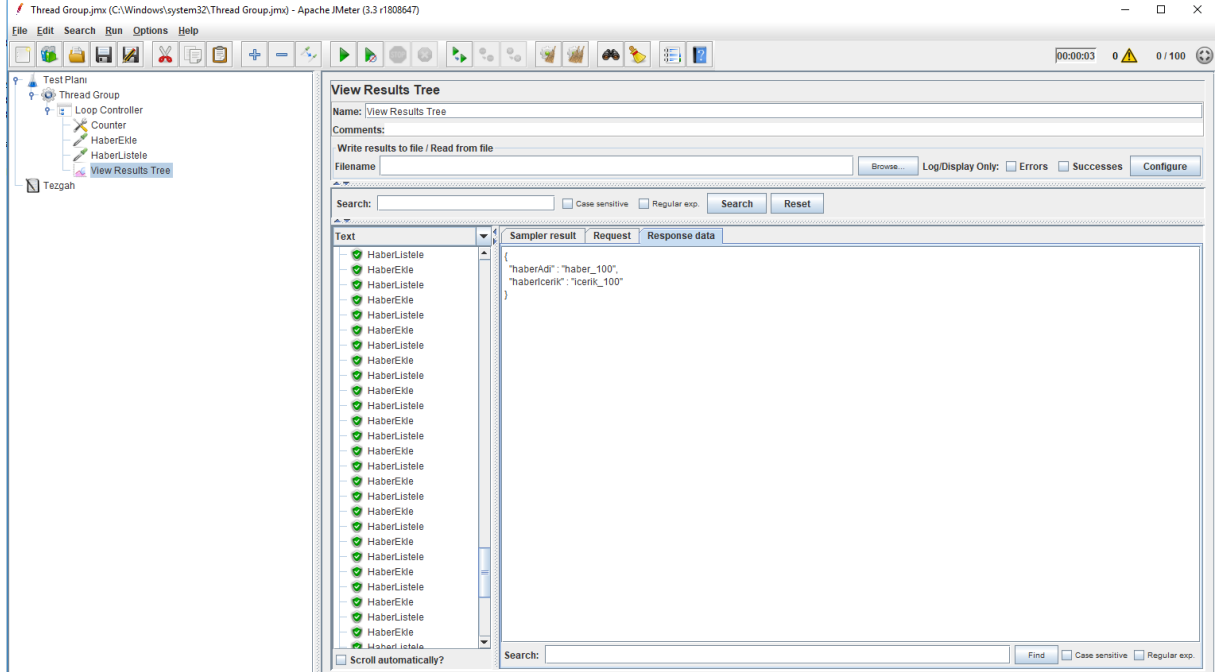 Thread Group.jmx (C:\Windows\system32\Thread Group.jmx) - Apache JMeter (3.3 r1808647)
File Edit Search Run Options Help
00:00:03 0 0 / 100
Test Planı
Thread Group
Loop Controller
Counter
HaberEkle
HaberListele
View Results Tree
Tezgah
View Results Tree
Name: View Results Tree
Comments:
Write results to file / Read from file
Filename Browse... Log/Display Only: Errors Successes Configure
Search: Case sensitive Regular exp. Search Reset
Text
HaberListele
HaberEkle
HaberListele
HaberEkle
HaberListele
HaberEkle
HaberListele
HaberEkle
HaberListele
HaberEkle
HaberListele
HaberEkle
HaberListele
HaberEkle
HaberListele
HaberEkle
HaberListele
HaberEkle
HaberListele
HaberEkle
HaberListele
HaberEkle
HaberListele
HaberEkle
HaberListele
HaberEkle
HaberListele
Scroll automatically?
Sampler result Request Response data
{
"haberAdi" : "haber_100",
"haberIcerik" : "icerik_100"
}
Search: Find Case sensitive Regular exp.